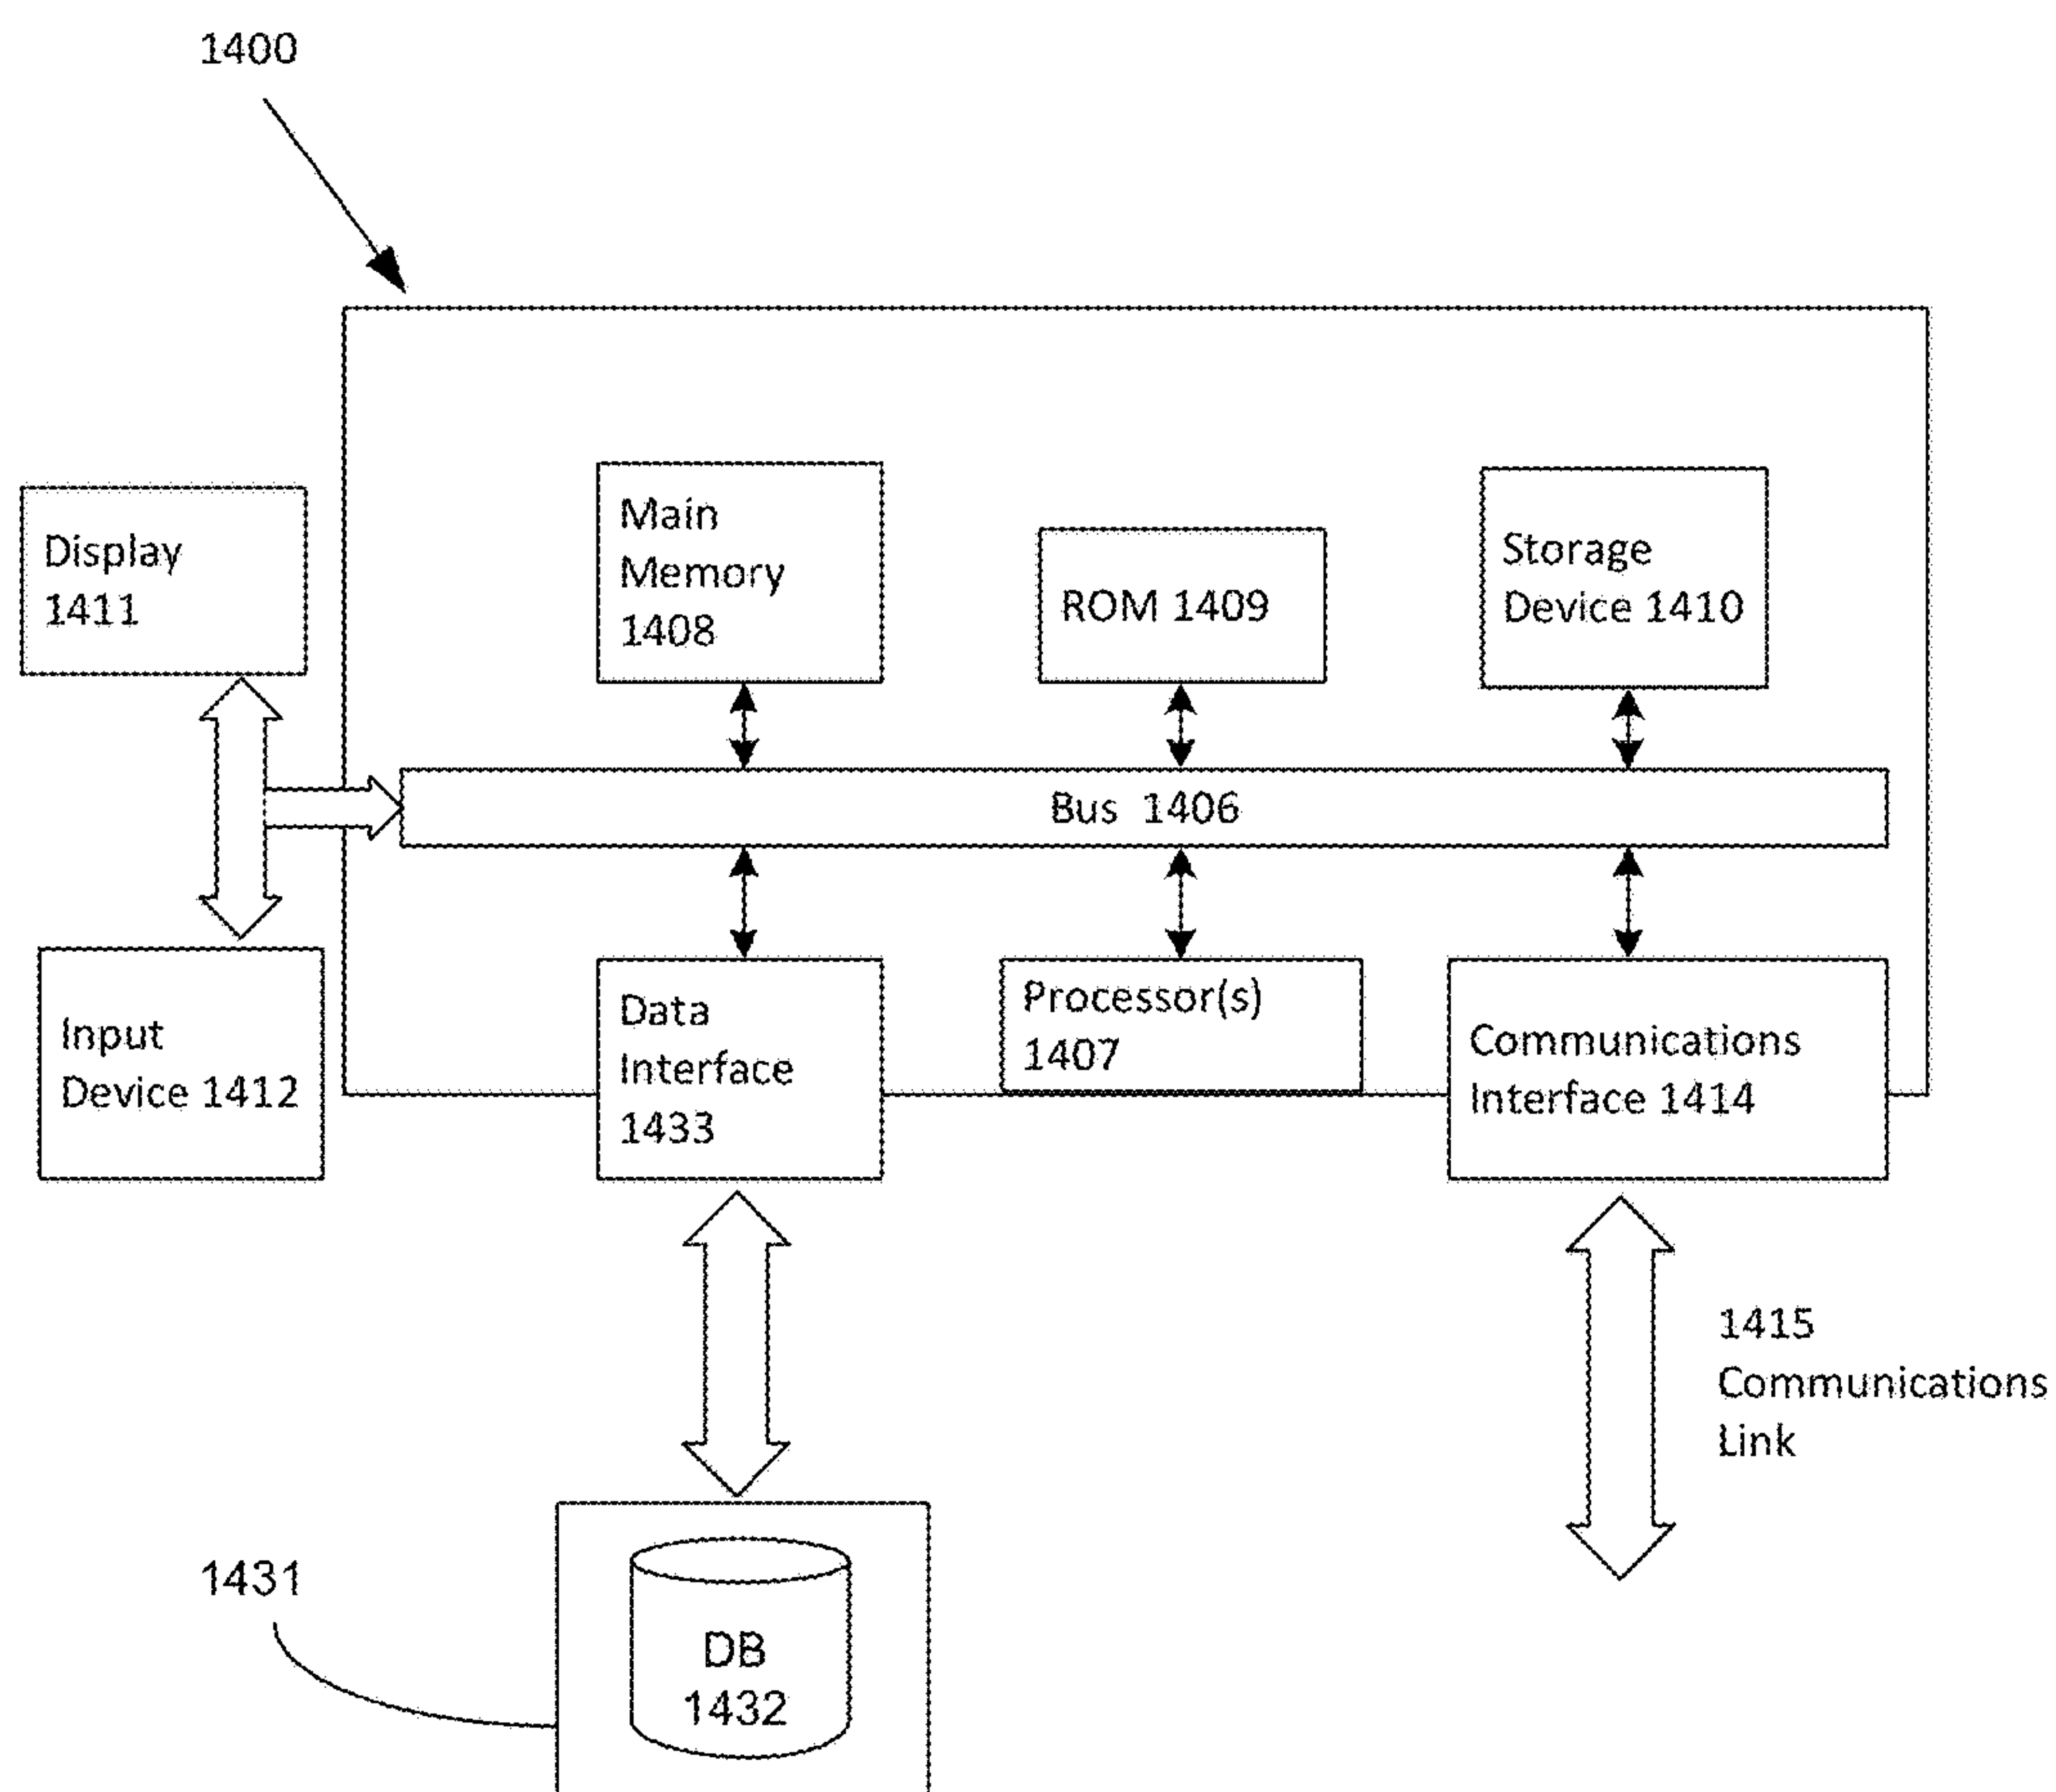 1400
Display
1411
Main
Memory
1408
ROM 1409
Storage
Device 1410
Bus 1406
Input
Device 1412
Data
Interface
1433
Processor(s)
1407
Communications
Interface 1414
1415
Communications
Link
1431
DB
1432